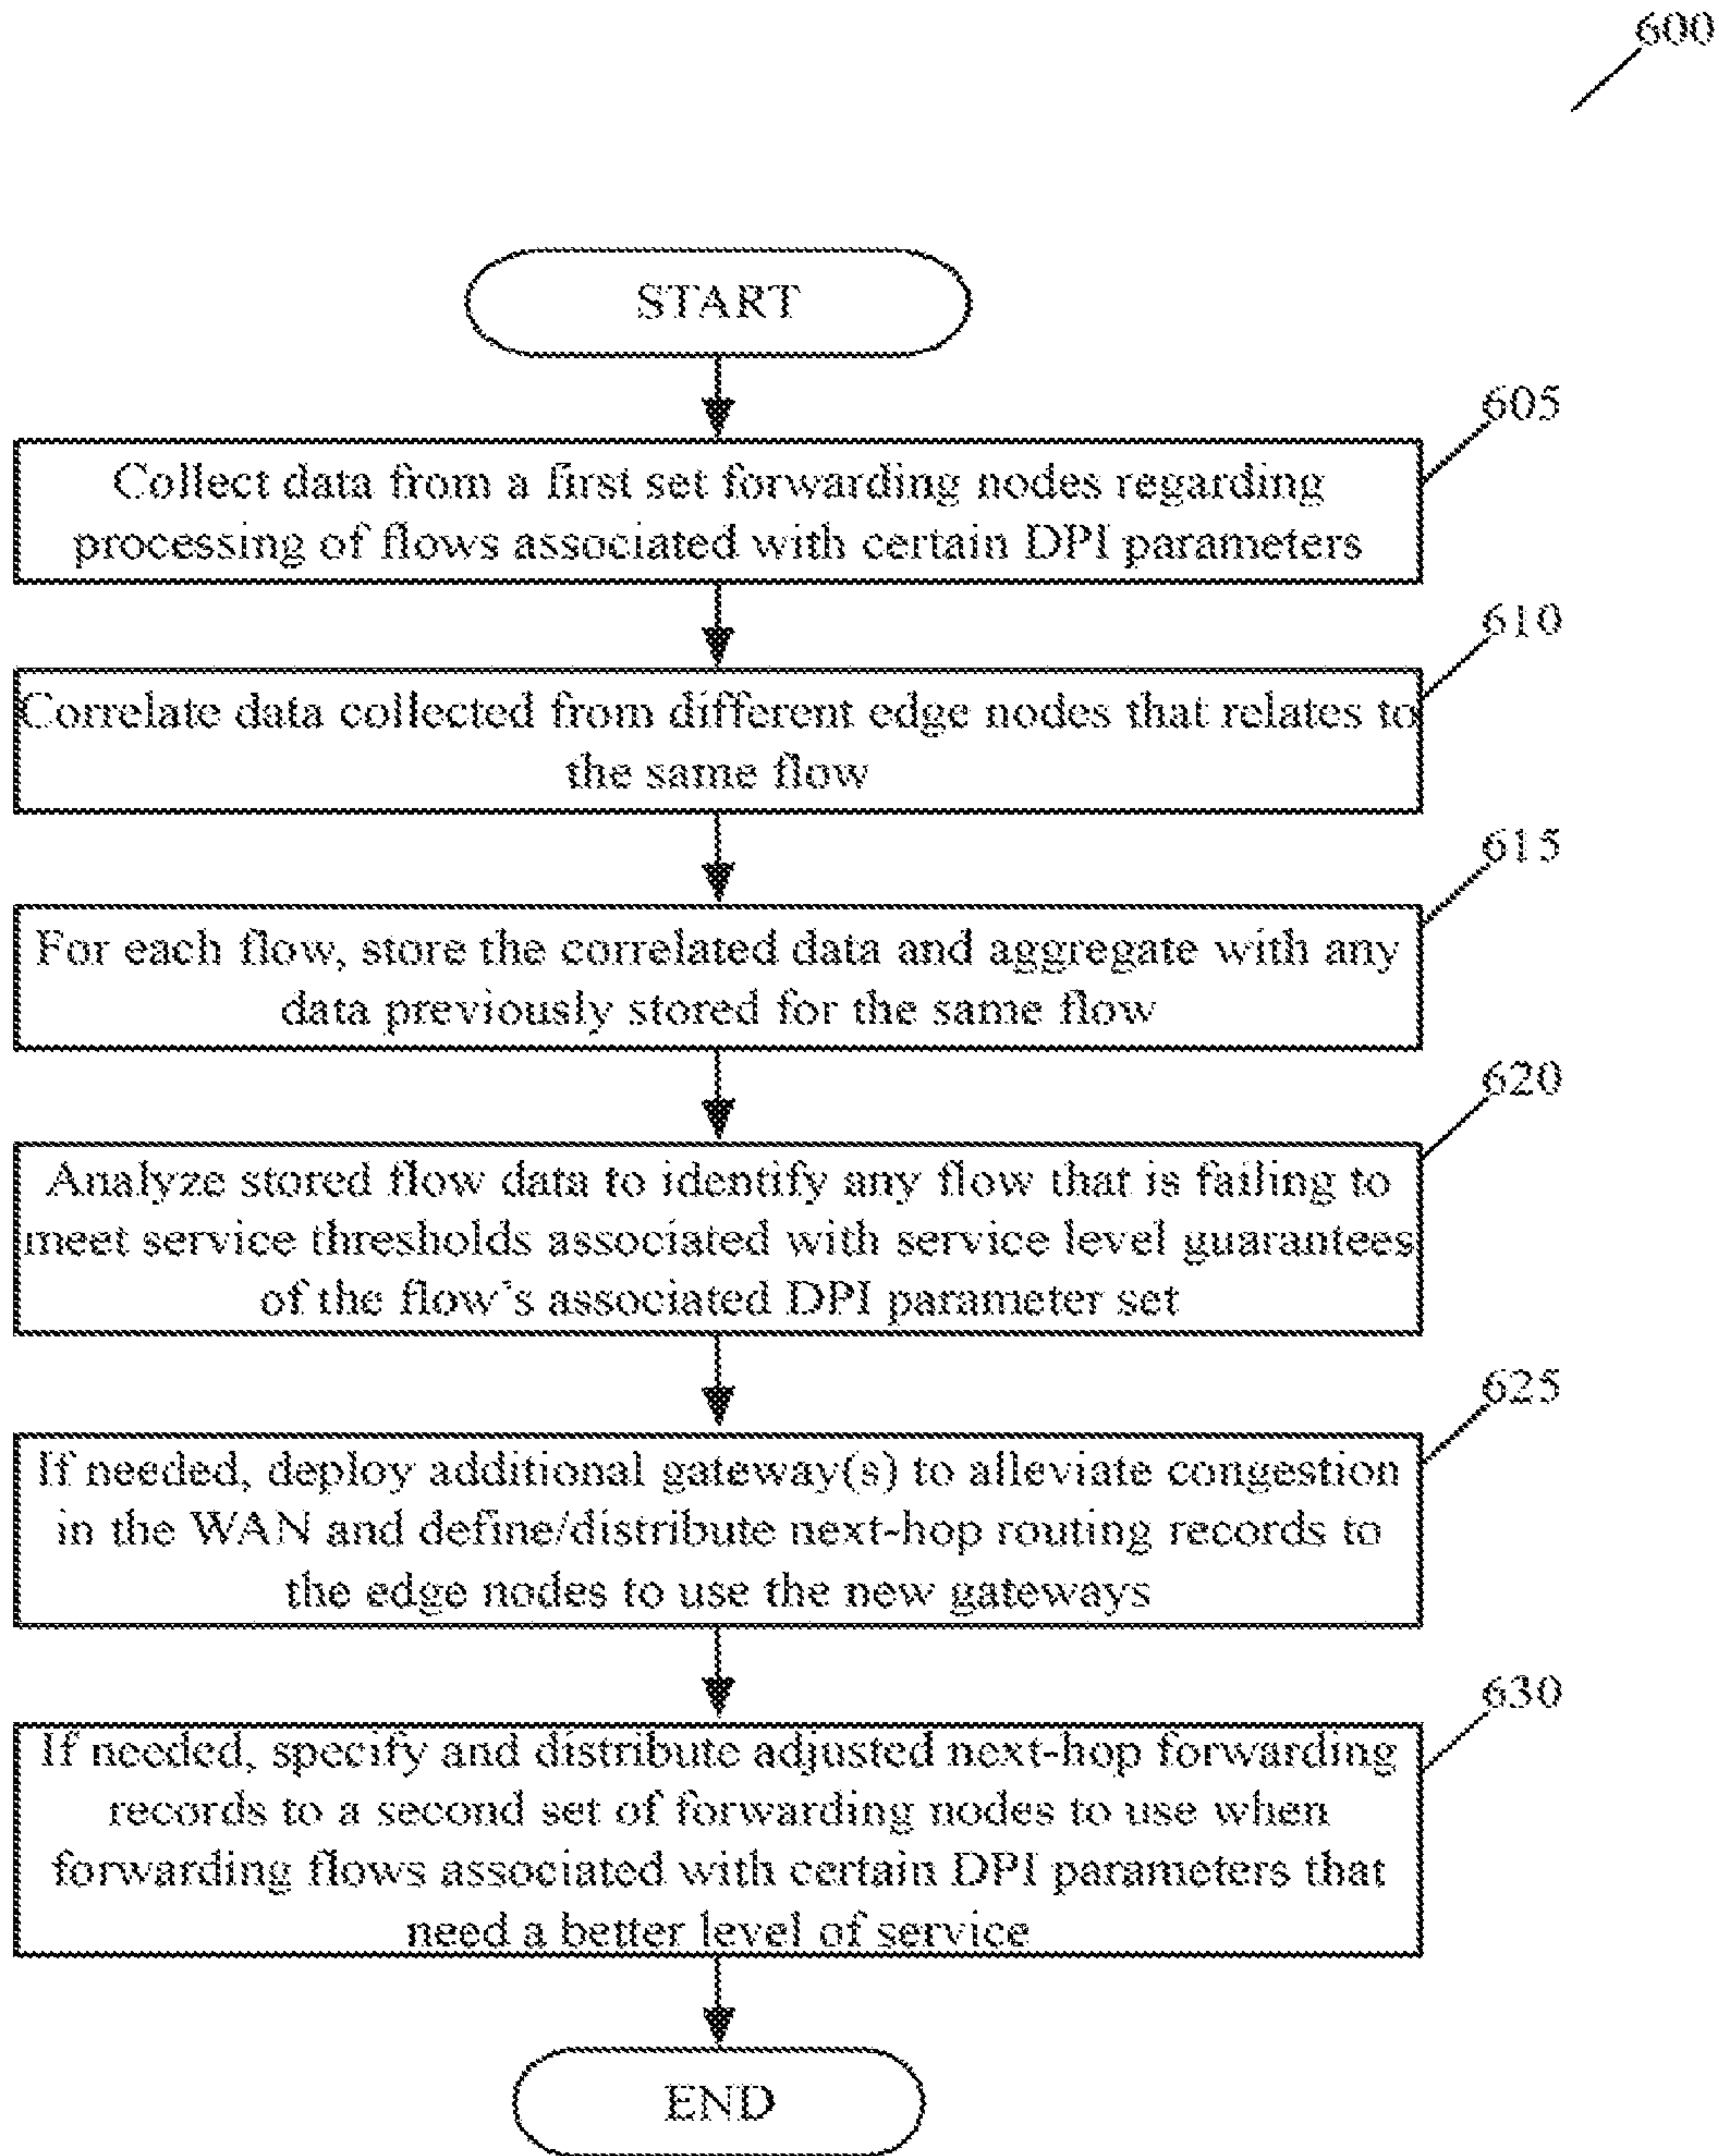 600
START
605
Collect data from a first set forwarding nodes regarding
processing of flows associated with certain DPI parameters
610
Correlate data collected from different edge nodes that relates to
the same flow
615
For each flow, store the correlated data and aggregate with any
data previously stored for the same flow
620
Analyze stored flow data to identify any flow that is failing to
meet service thresholds associated with service level guarantees
of the flow's associated DPI parameter set
625
If needed, deploy additional gateway(s) to alleviate congestion
in the WAN and define/distribute next-hop routing records to
the edge nodes to use the new gateways
630
If needed, specify and distribute adjusted next-hop forwarding
records to a second set of forwarding nodes to use when
forwarding flows associated with certain DPI parameters that
need a better level of service
END